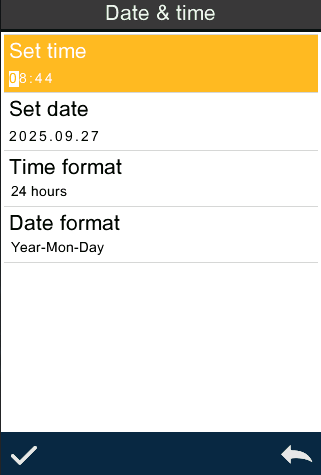 Date & time
Set time
08:44
Set date
2025.09.27
Time format
24 hours
Date format
Year-Mon-Day